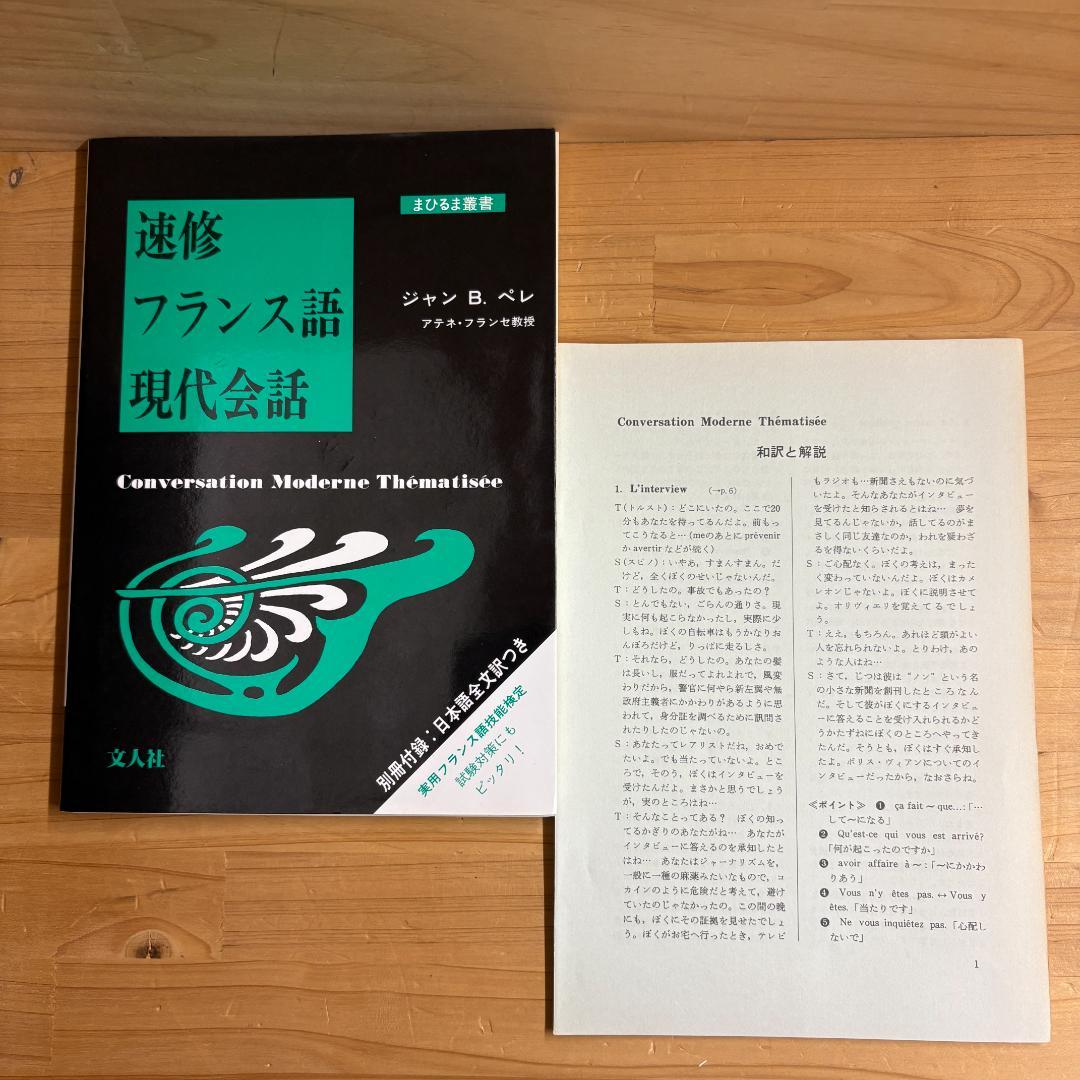 速修
フランス語
現代会話
まひるま叢書
ジャン B. ペレ
アテネ・フランセ教授
Conversation Moderne Thématisée
別冊付録：日本語全文訳つき
実用フランス語技能検定
試験対策にも
ピッタリ！
文人社
Conversation Moderne Thématisée
和訳と解説
1. L'interview (→p. 6)
T(トルスト)：どこにいたの。ここで20
分もあなたを待ってるんだよ。前もっ
てこうなると…(meのあとに prévenir
か avertir などが続く)
S(スピノ)：いやあ，すまんすまん。だ
けど，全くぼくのせいじゃないんだ。
T：どうしたの。事故でもあったの？
S：とんでもない，ごらんの通りさ。現
実に何も起こらなかったし，実際に少
しもね。ぼくの自転車はもうかなりお
んぼろだけど，りっぱに走るしさ。
T：それなら，どうしたの。あなたの髪
は長いし，服だってよれよれで，風変
わりだから，警官に何やら新左翼や無
政府主義者にかかわりがあるように思
われて，身分証を調べるために訊問さ
れたりしたのじゃないの。
S：あなたってレアリストだね，おめで
たいよ。でも当たっていないよ。とこ
ろで，そのう，ぼくはインタビューを
受けたんだよ。まさかと思うでしょう
が，実のところはね…
T：そんなことってある？ ぼくの知っ
てるかぎりのあなたがね… あなたが
インタビューに答えるのを承知したと
はね… あなたはジャーナリズムを，
一般に一種の麻薬みたいなもので，コ
カインのように危険だと考えて，避け
ていたのじゃなかったの。この間の晩
にも，ぼくにその証拠を見せたでしょ
う。ぼくがお宅へ行ったとき，テレビ
もラジオも…新聞さえもないのに気づ
いたよ。そんなあなたがインタビュー
を受けたと知らされるとはね… 夢を
見てるんじゃないか，話してるのがま
さしく同じ友達なのか，われを疑わざ
るを得ないくらいだよ。
S：ご心配なく。ぼくの考えは，まった
く変わっていないんだよ。ぼくはカメ
レオンじゃないよ。ぼくに説明させて
よ。オリヴィエリを覚えてるでしょ
う。
T：ええ，もちろん。あれほど頭がよい
人を忘れられないよ。とりわけ，あの
ような人はね…
S：さて，じつは彼は“ノン”という名
の小さな新聞を創刊したところなん
だ。そして彼がぼくにするインタビュ
ーに答えることを受け入れられるかど
うかたずねにぼくのところへやってき
たんだ。そうとも，ぼくはすぐ承知し
たよ。ボリス・ヴィアンについてのイ
ンタビューだったから，なおさらね。
≪ポイント≫ ❶ ça fait ～ que…:「…
して～になる」
❷ Qu'est-ce qui vous est arrivé?
「何が起こったのですか」
❸ avoir affaire à～：「～にかかわ
りあう」
❹ Vous n'y êtes pas.↔Vous y
êtes.「当たりです」
❺ Ne vous inquiétez pas.「心配し
ないで」
1